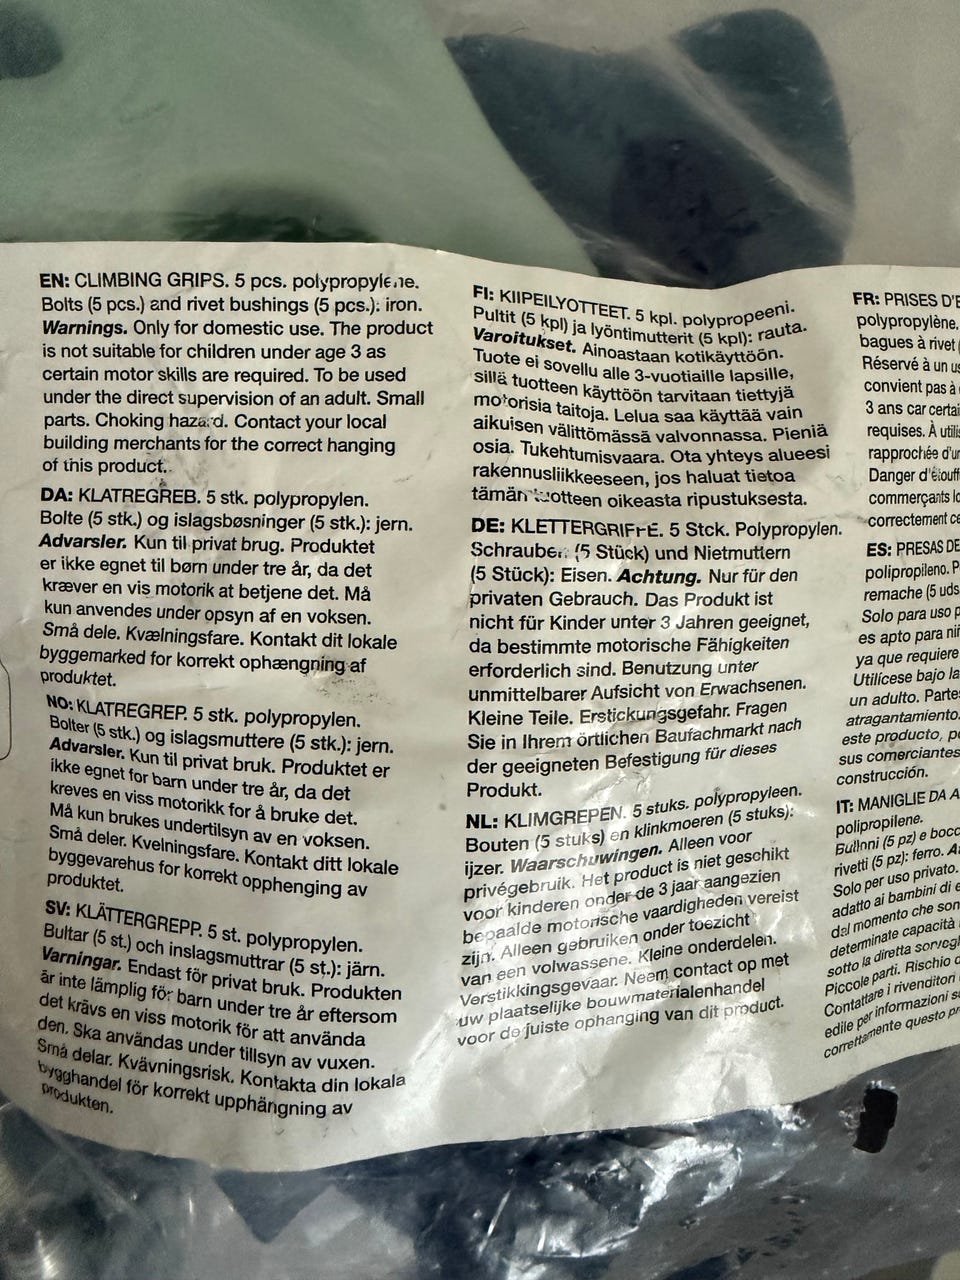 EN: CLIMBING GRIPS. 5 pcs. polypropylene.
Bolts (5 pcs.) and rivet bushings (5 pcs.): iron.
Warnings. Only for domestic use. The product
is not suitable for children under age 3 as
certain motor skills are required. To be used
under the direct supervision of an adult. Small
parts. Choking hazard. Contact your local
building merchants for the correct hanging
of this product.
DA: KLATREGREB. 5 stk. polypropylen.
Bolte (5 stk.) og islagsbøsninger (5 stk.): jern.
Advarsler. Kun til privat brug. Produktet
er ikke egnet til børn under tre år, da det
kræver en vis motorik at betjene det. Må
kun anvendes under opsyn af en voksen.
Små dele. Kvælningsfare. Kontakt dit lokale
byggemarked for korrekt ophængning af
produktet.
NO: KLATREGREP. 5 stk. polypropylen.
Bolter (5 stk.) og islagsmuttere (5 stk.): jern.
Advarsler. Kun til privat bruk. Produktet er
ikke egnet for barn under tre år, da det
kreves en viss motorikk for å bruke det.
Må kun brukes undertilsyn av en voksen.
Små deler. Kvelningsfare. Kontakt ditt lokale
byggevarehus for korrekt opphenging av
produktet.
SV: KLÄTTERGREPP. 5 st. polypropylen.
Bultar (5 st.) och inslagsmuttrar (5 st.): järn.
Varningar. Endast för privat bruk. Produkten
är inte lämplig för barn under tre år eftersom
det krävs en viss motorik för att använda
den. Ska användas under tillsyn av vuxen.
Små delar. Kvävningsrisk. Kontakta din lokala
bygghandel för korrekt upphängning av
produkten.
FI: KIIPEILYOTTEET. 5 kpl. polypropeeni.
Pultit (5 kpl) ja lyöntimutterit (5 kpl): rauta.
Varoitukset. Ainoastaan kotikäyttöön.
Tuote ei sovellu alle 3-vuotiaille lapsille,
sillä tuotteen käyttöön tarvitaan tiettyjä
motorisia taitoja. Lelua saa käyttää vain
aikuisen välittömässä valvonnassa. Pieniä
osia. Tukehtumisvaara. Ota yhteys alueesi
rakennusliikkeeseen, jos haluat tietoa
tämän tuotteen oikeasta ripustuksesta.
DE: KLETTERGRIFFE. 5 Stck. Polypropylen.
Schrauben (5 Stück) und Nietmuttern
(5 Stück): Eisen. Achtung. Nur für den
privaten Gebrauch. Das Produkt ist
nicht für Kinder unter 3 Jahren geeignet,
da bestimmte motorische Fähigkeiten
erforderlich sind. Benutzung unter
unmittelbarer Aufsicht von Erwachsenen.
Kleine Teile. Erstickungsgefahr. Fragen
Sie in Ihrem örtlichen Baufachmarkt nach
der geeigneten Befestigung für dieses
Produkt.
NL: KLIMGREPEN. 5 stuks. polypropyleen.
Bouten (5 stuks) en klinkmoeren (5 stuks):
ijzer. Waarschuwingen. Alleen voor
privégebruik. Het product is niet geschikt
voor kinderen onder de 3 jaar aangezien
bepaalde motorische vaardigheden vereist
zijn. Alleen gebruiken onder toezicht
van een volwassene. Kleine onderdelen.
Verstikkingsgevaar. Neem contact op met
uw plaatselijke bouwmaterialenhandel
voor de juiste ophanging van dit product.
FR: PRISES D'E
polypropylène.
bagues à rivet (
Réservé à un us
convient pas à
3 ans car certai
requises. À utilis
rapprochée d'un
Danger d'étouff
commerçants lo
correctement ce
ES: PRESAS DE
polipropileno. P
remache (5 uds
Solo para uso p
es apto para niñ
ya que requiere
Utilícese bajo la
un adulto. Partes
atragantamiento.
este producto, p
sus comerciantes
construcción.
IT: MANIGLIE DA A
polipropilene.
Bulloni (5 pz) e bocc
rivetti (5 pz): ferro. A
Solo per uso privato.
adatto ai bambini di e
dal momento che son
determinate capacità
sotto la diretta sorvegl
Piccole parti. Rischio d
Contattare i rivenditori
edile per informazioni s
correttamente questo pr